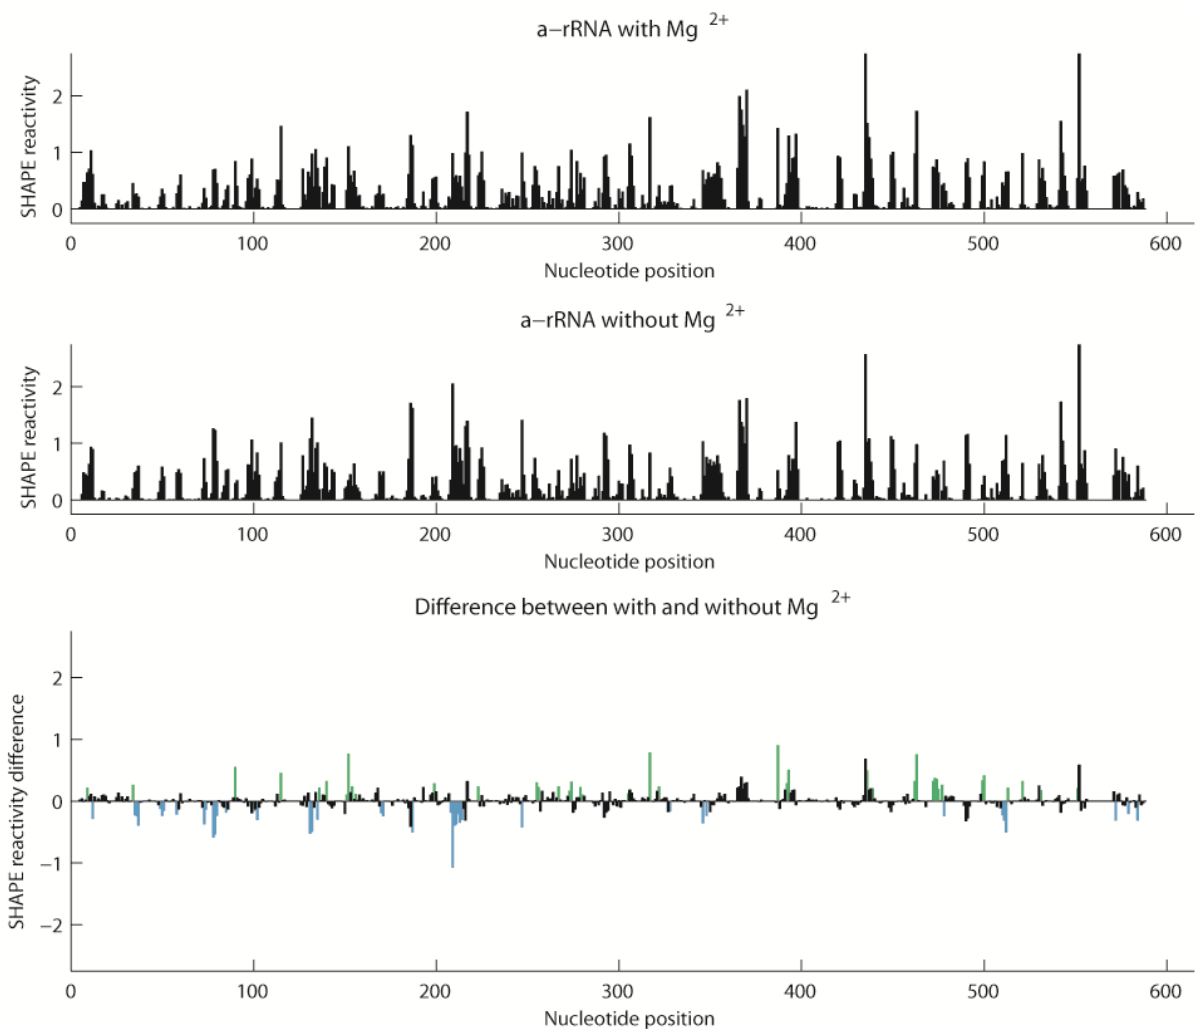 a−rRNA with Mg 2+
SHAPE reactivity
2
1
0
0 100 200 300 400 500 600
Nucleotide position
a−rRNA without Mg 2+
SHAPE reactivity
2
1
0
0 100 200 300 400 500 600
Nucleotide position
Difference between with and without Mg 2+
SHAPE reactivity difference
2
1
0
−1
−2
0 100 200 300 400 500 600
Nucleotide position